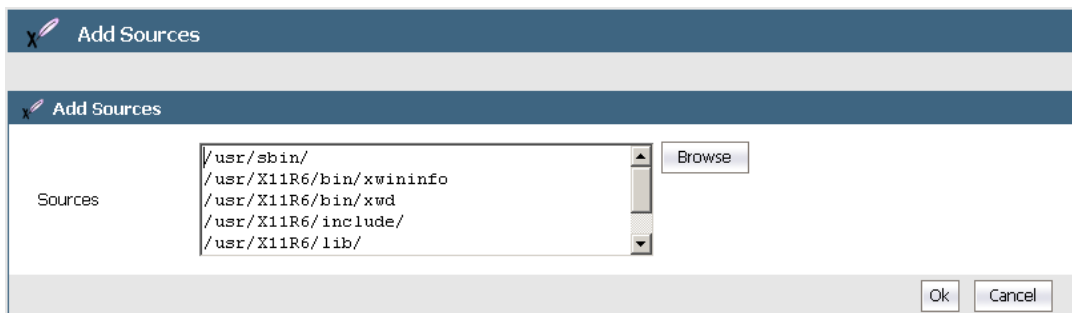 Add Sources
Add Sources
Sources
/usr/sbin/
/usr/X11R6/bin/xwininfo
/usr/X11R6/bin/xwd
/usr/X11R6/include/
/usr/X11R6/lib/
Browse
Ok
Cancel